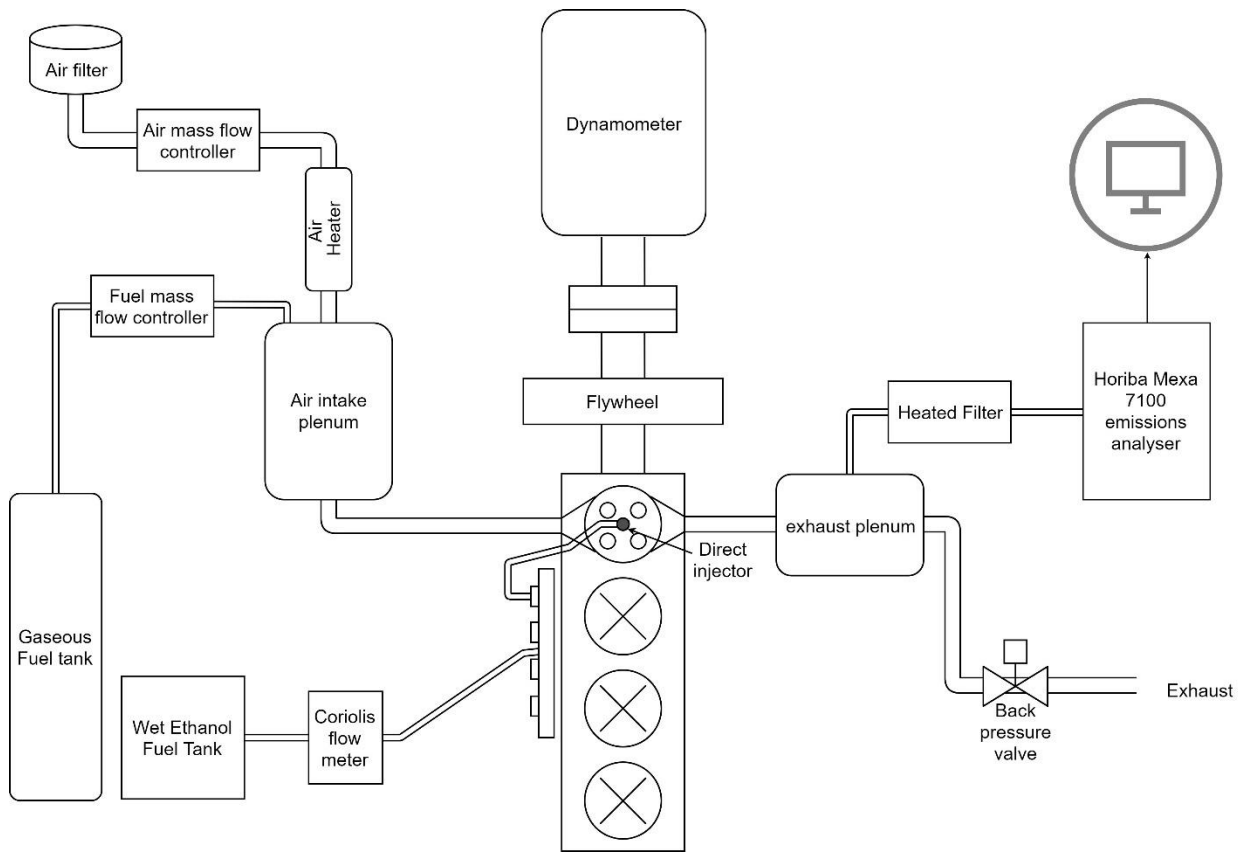 Air filter
Air mass flow
controller
Air
Heater
Fuel mass
flow controller
Air intake
plenum
Gaseous
Fuel tank
Wet Ethanol
Fuel Tank
Coriolis
flow
meter
Dynamometer
Flywheel
Direct
injector
exhaust plenum
Heated Filter
Horiba Mexa
7100
emissions
analyser
Back
pressure
valve
Exhaust